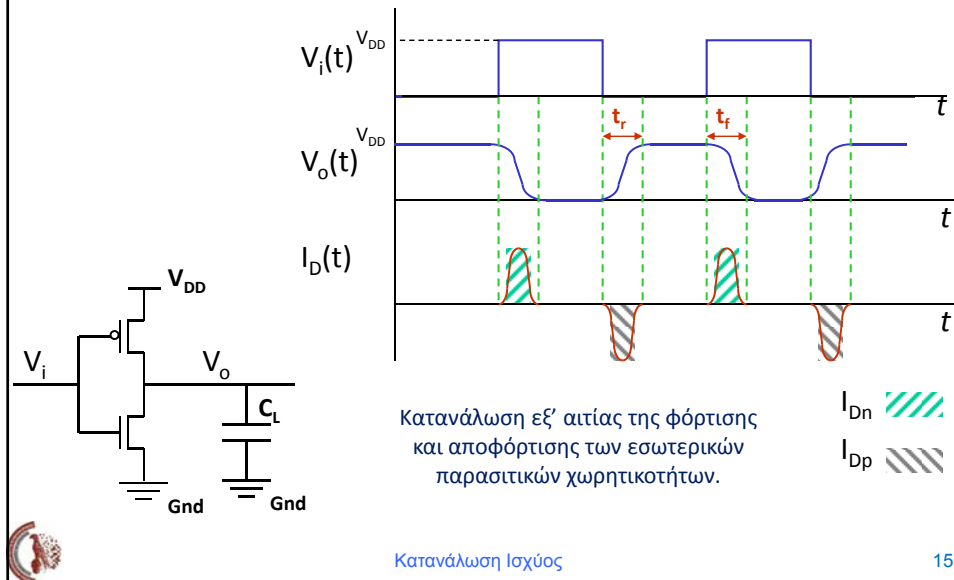 V_DD
V_i(t)
t
t_r
t_f
V_DD
V_o(t)
t
I_D(t)
t
V_DD
V_i
V_o
C_L
Gnd
Gnd
Κατανάλωση εξ’ αιτίας της φόρτισης
και αποφόρτισης των εσωτερικών
παρασιτικών χωρητικοτήτων.
I_Dn
I_Dp
Κατανάλωση Ισχύος
15